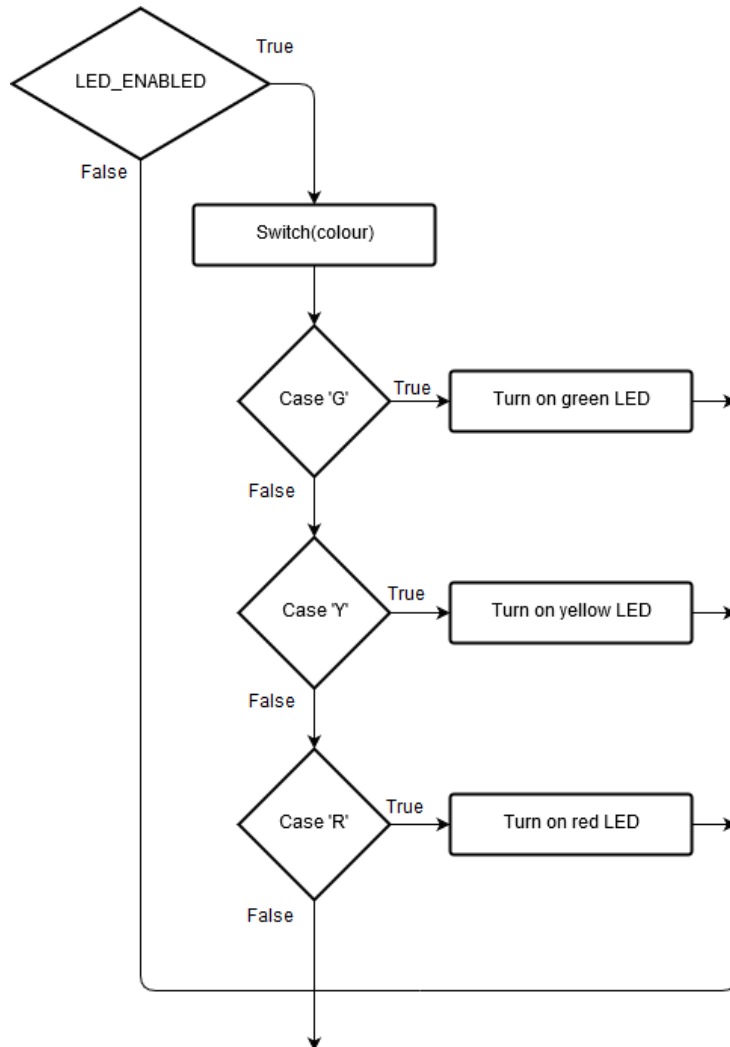 True
LED_ENABLED
False
Switch(colour)
Case 'G'
True
Turn on green LED
False
Case 'Y'
True
Turn on yellow LED
False
Case 'R'
True
Turn on red LED
False